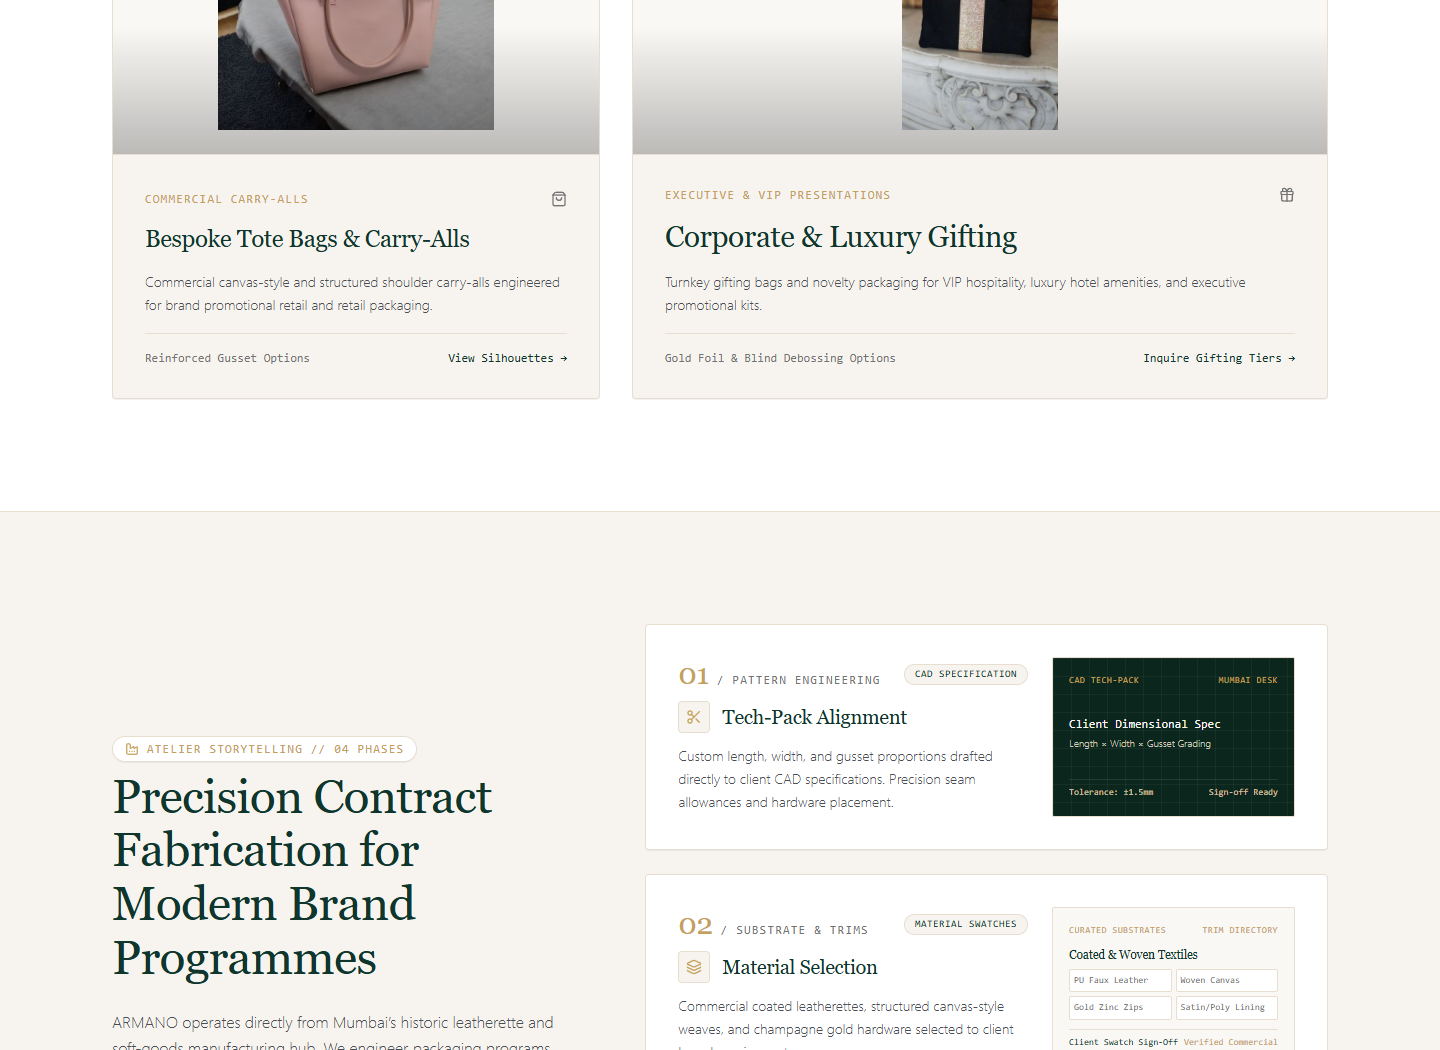 COMMERCIAL CARRY-ALLS
Bespoke Tote Bags & Carry-Alls
Commercial canvas-style and structured shoulder carry-alls engineered
for brand promotional retail and retail packaging.
Reinforced Gusset Options
View Silhouettes →
EXECUTIVE & VIP PRESENTATIONS
Corporate & Luxury Gifting
Turnkey gifting bags and novelty packaging for VIP hospitality, luxury hotel amenities, and executive
promotional kits.
Gold Foil & Blind Debossing Options
Inquire Gifting Tiers →
ATELIER STORYTELLING // 04 PHASES
Precision Contract
Fabrication for
Modern Brand
Programmes
ARMANO operates directly from Mumbai's historic leatherette and
soft-goods manufacturing hub. We engineer packaging programs
01 / PATTERN ENGINEERING
CAD SPECIFICATION
Tech-Pack Alignment
Custom length, width, and gusset proportions drafted
directly to client CAD specifications. Precision seam
allowances and hardware placement.
CAD TECH-PACK
MUMBAI DESK
Client Dimensional Spec
Length × Width × Gusset Grading
Tolerance: ±1.5mm
Sign-off Ready
02 / SUBSTRATE & TRIMS
MATERIAL SWATCHES
Material Selection
Commercial coated leatherettes, structured canvas-style
weaves, and champagne gold hardware selected to client
CURATED SUBSTRATES
TRIM DIRECTORY
Coated & Woven Textiles
PU Faux Leather
Woven Canvas
Gold Zinc Zips
Satin/Poly Lining
Client Swatch Sign-Off
Verified Commercial